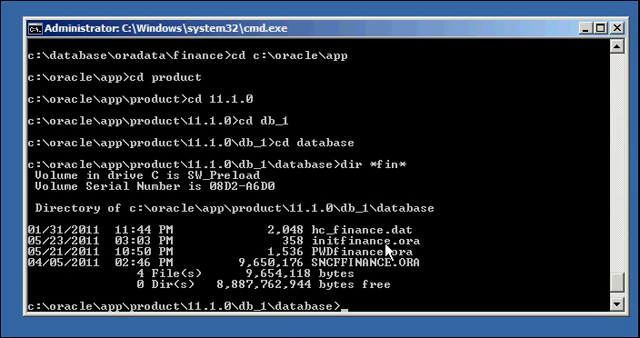 Administrator: C:\Windows\system32\cmd.exe
c:\database\oradata\finance>cd c:\oracle\app
c:\oracle\app>cd product
c:\oracle\app\product>cd 11.1.0
c:\oracle\app\product\11.1.0>cd db_1
c:\oracle\app\product\11.1.0\db_1>cd database
c:\oracle\app\product\11.1.0\db_1\database>dir *fin*
Volume in drive C is SW_Preload
Volume Serial Number is 08D2-A6D0
Directory of c:\oracle\app\product\11.1.0\db_1\database
01/31/2011 11:44 PM 2,048 hc_finance.dat
05/23/2011 03:03 PM 358 initfinance.ora
05/21/2011 10:50 PM 1,536 PWDfinance.ora
04/05/2011 02:46 PM 9,650,176 SNCFFINANCE.ORA
4 File(s) 9,654,118 bytes
0 Dir(s) 8,887,762,944 bytes free
c:\oracle\app\product\11.1.0\db_1\database>_